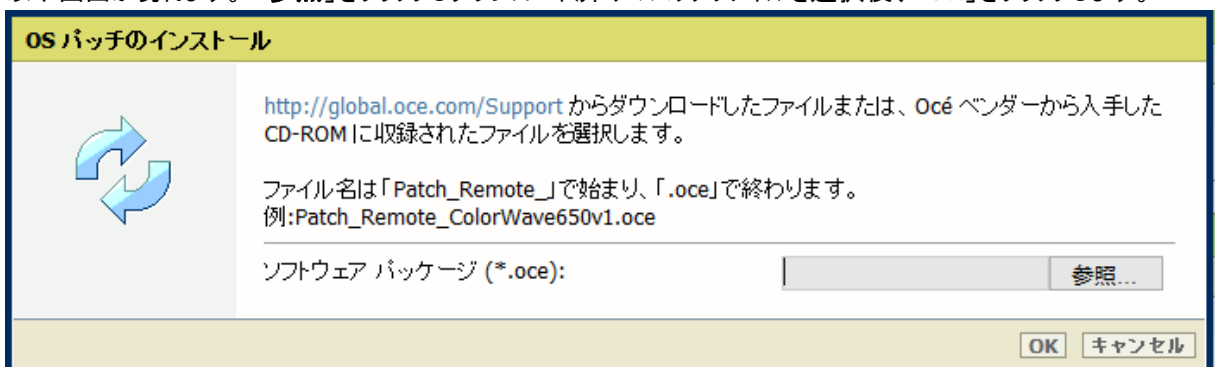 OS パッチのインストール
http://global.oce.com/Support からダウンロードしたファイルまたは、Océ ベンダーから入手した
CD-ROM に収録されたファイルを選択します。
ファイル名は「Patch_Remote_」で始まり、「.oce」で終わります。
例:Patch_Remote_ColorWave650v1.oce
ソフトウェア パッケージ (*.oce):
参照...
OK キャンセル